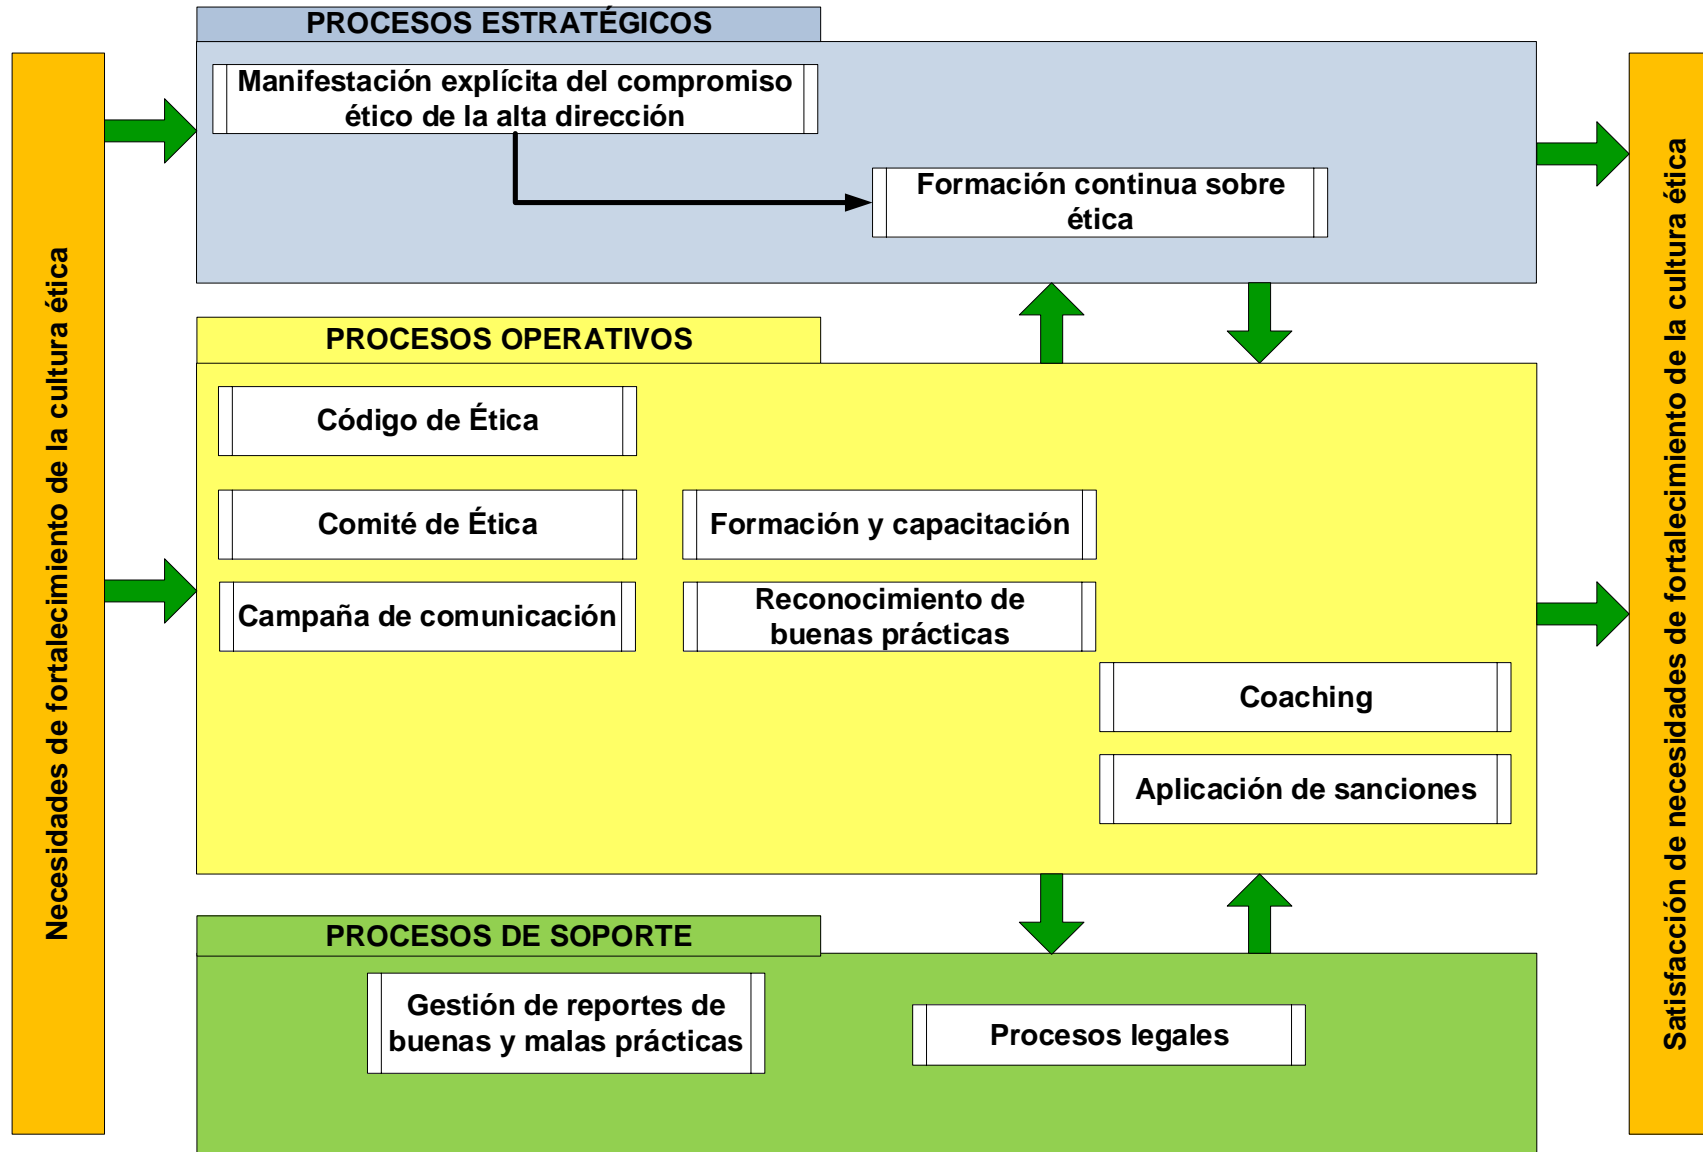 PROCESOS ESTRATÉGICOS
Manifestación explícita del compromiso
ético de la alta dirección
Formación continua sobre
ética
Necesidades de fortalecimiento de la cultura ética
PROCESOS OPERATIVOS
Código de Ética
Comité de Ética
Formación y capacitación
Campaña de comunicación
Reconocimiento de
buenas prácticas
Coaching
Aplicación de sanciones
PROCESOS DE SOPORTE
Gestión de reportes de
buenas y malas prácticas
Procesos legales
Satisfacción de necesidades de fortalecimiento de la cultura ética